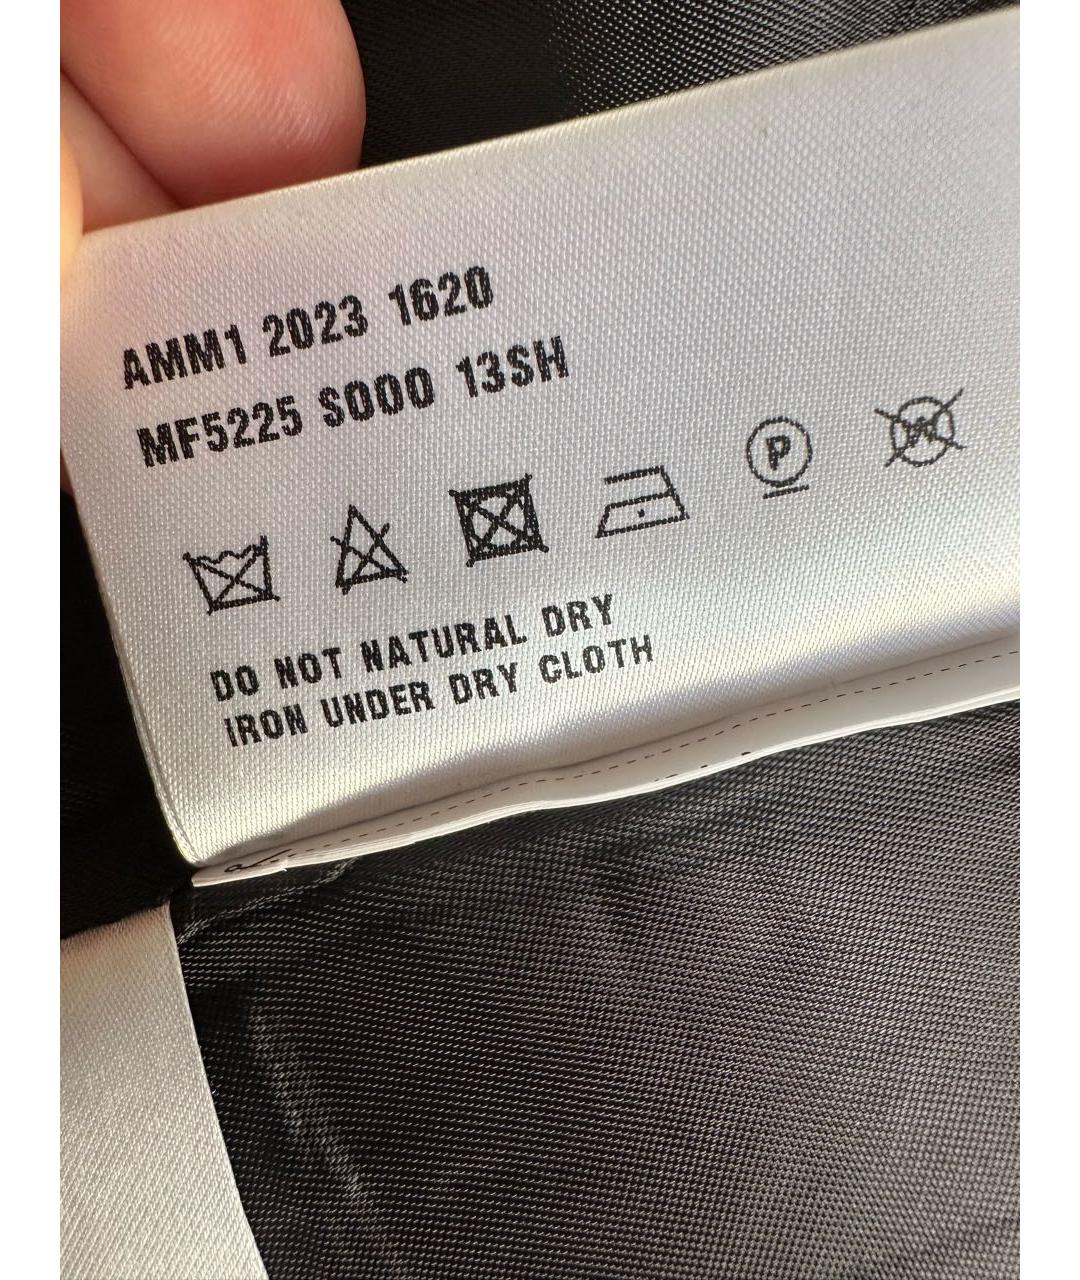 AMM1 2023 1620
MF5225 S000 13SH
P W
DO NOT NATURAL DRY
IRON UNDER DRY CLOTH